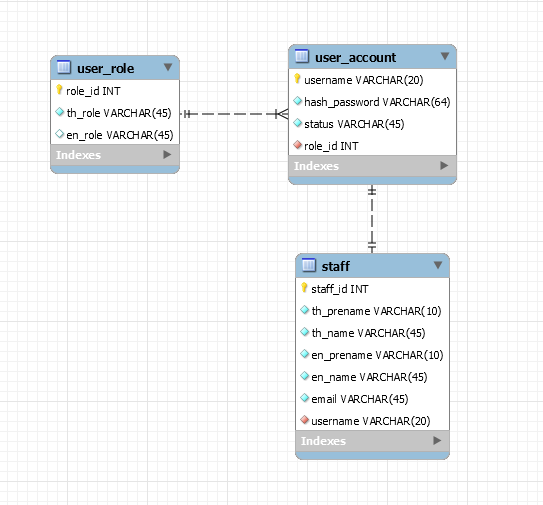 user_role
role_id INT
th_role VARCHAR(45)
en_role VARCHAR(45)
Indexes
user_account
username VARCHAR(20)
hash_password VARCHAR(64)
status VARCHAR(45)
role_id INT
Indexes
staff
staff_id INT
th_prename VARCHAR(10)
th_name VARCHAR(45)
en_prename VARCHAR(10)
en_name VARCHAR(45)
email VARCHAR(45)
username VARCHAR(20)
Indexes